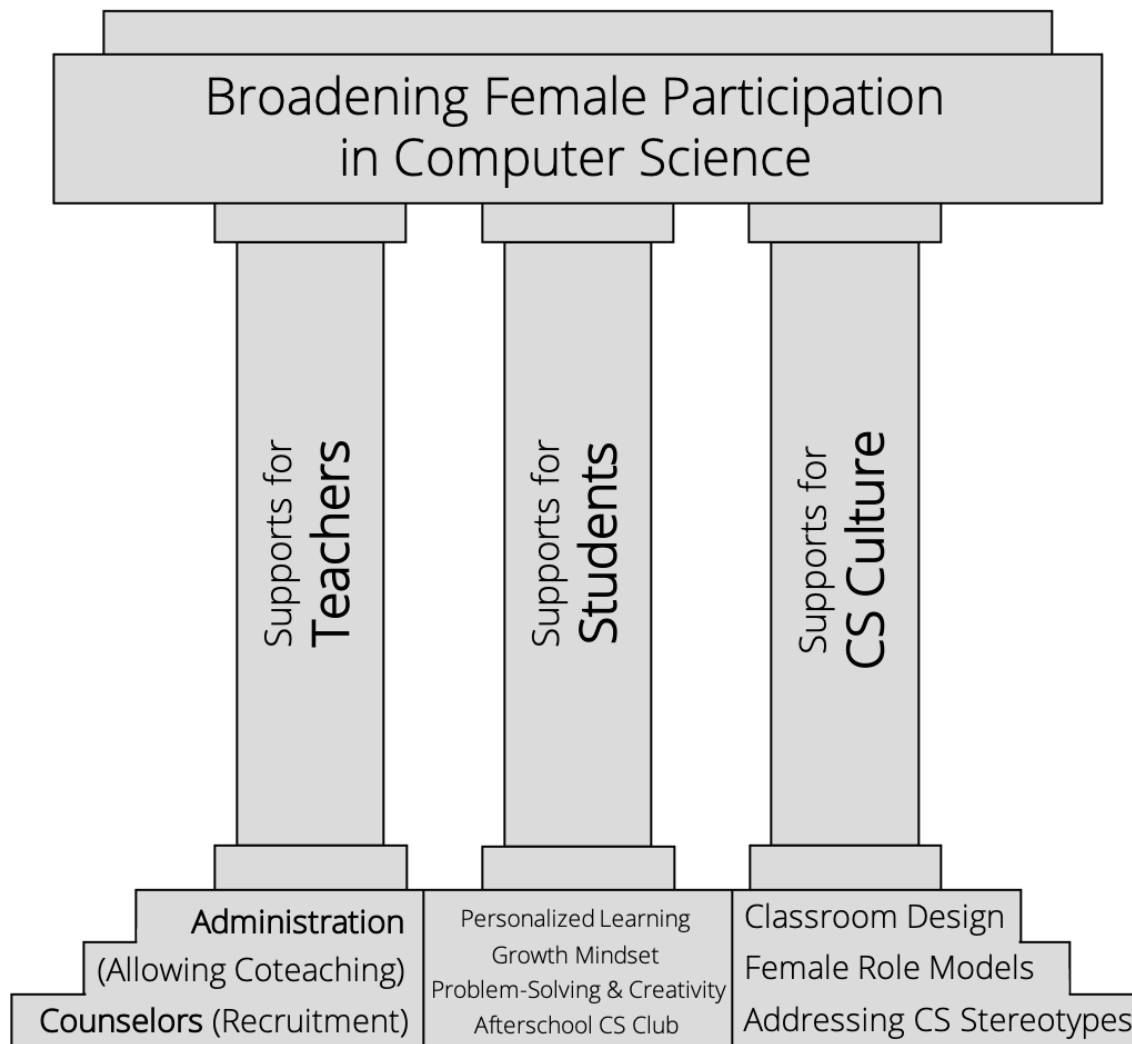 Broadening Female Participation
in Computer Science
Supports for
Teachers
Supports for
Students
Supports for
CS Culture
Administration
(Allowing Coteaching)
Counselors (Recruitment)
Personalized Learning
Growth Mindset
Problem-Solving & Creativity
Afterschool CS Club
Classroom Design
Female Role Models
Addressing CS Stereotypes